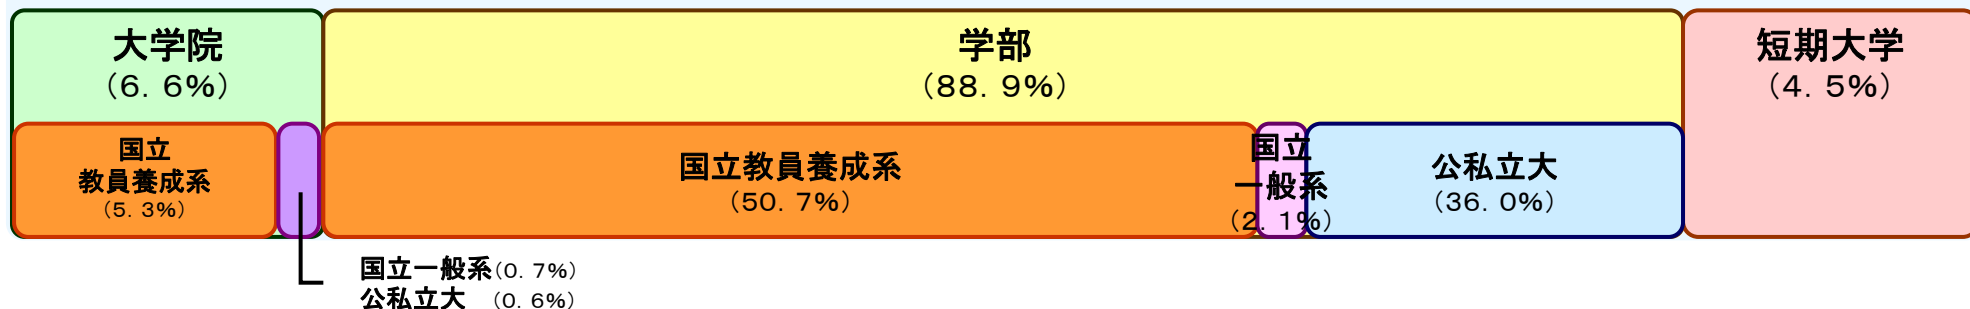 大学院
（6. 6%）
学部
（88. 9%）
短期大学
（4. 5%）
国立
教員養成系
（5. 3%）
国立教員養成系
（50. 7%）
国立
一般系
（2. 1%）
公私立大
（36. 0%）
国立一般系（0. 7%）
公私立大 （0. 6%）